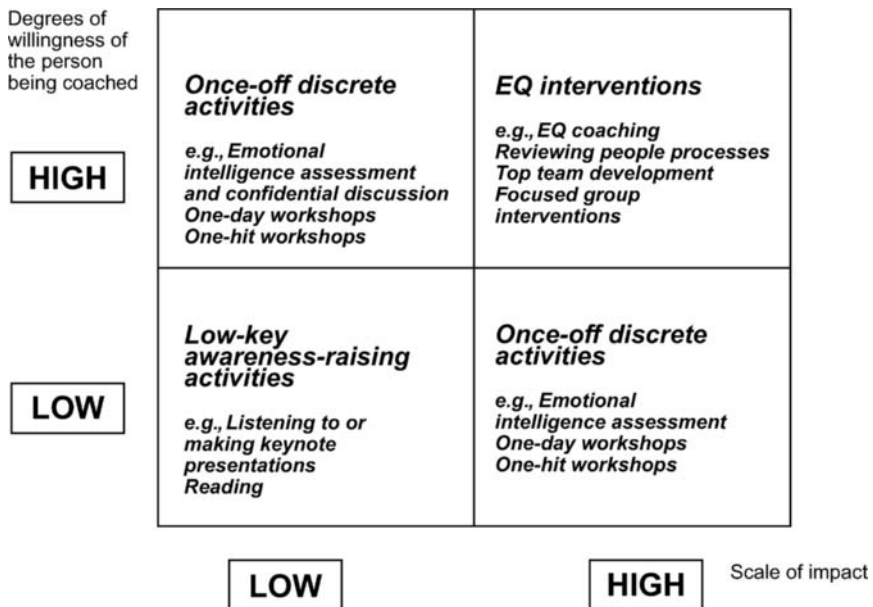 Degrees of
willingness of
the person
being coached
HIGH
Once-off discrete
activities
e.g., Emotional
intelligence assessment
and confidential discussion
One-day workshops
One-hit workshops
EQ interventions
e.g., EQ coaching
Reviewing people processes
Top team development
Focused group
interventions
LOW
Low-key
awareness-raising
activities
e.g., Listening to or
making keynote
presentations
Reading
Once-off discrete
activities
e.g., Emotional
intelligence assessment
One-day workshops
One-hit workshops
LOW
HIGH
Scale of impact